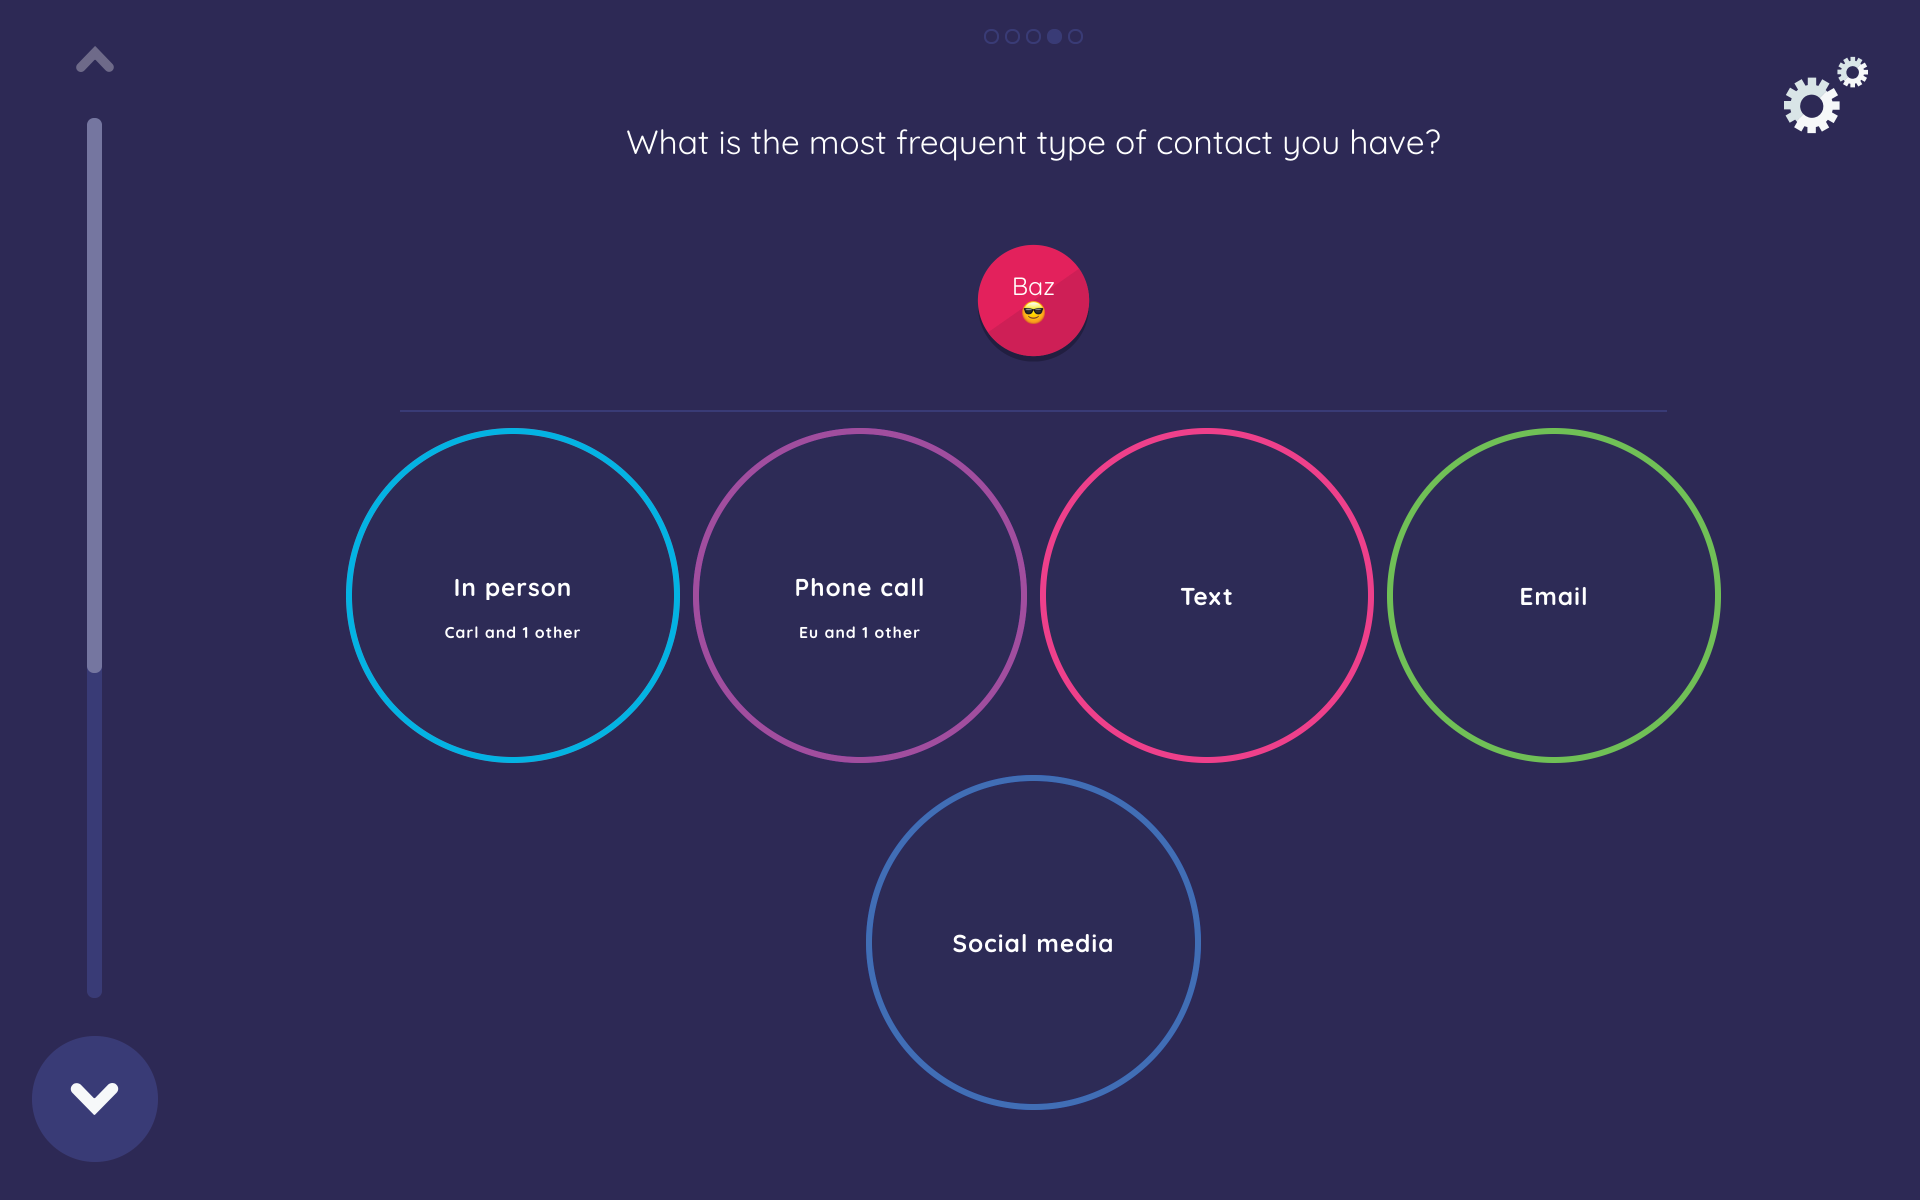 What is the most frequent type of contact you have?
Baz
😎
In person
Carl and 1 other
Phone call
Eu and 1 other
Text
Email
Social media